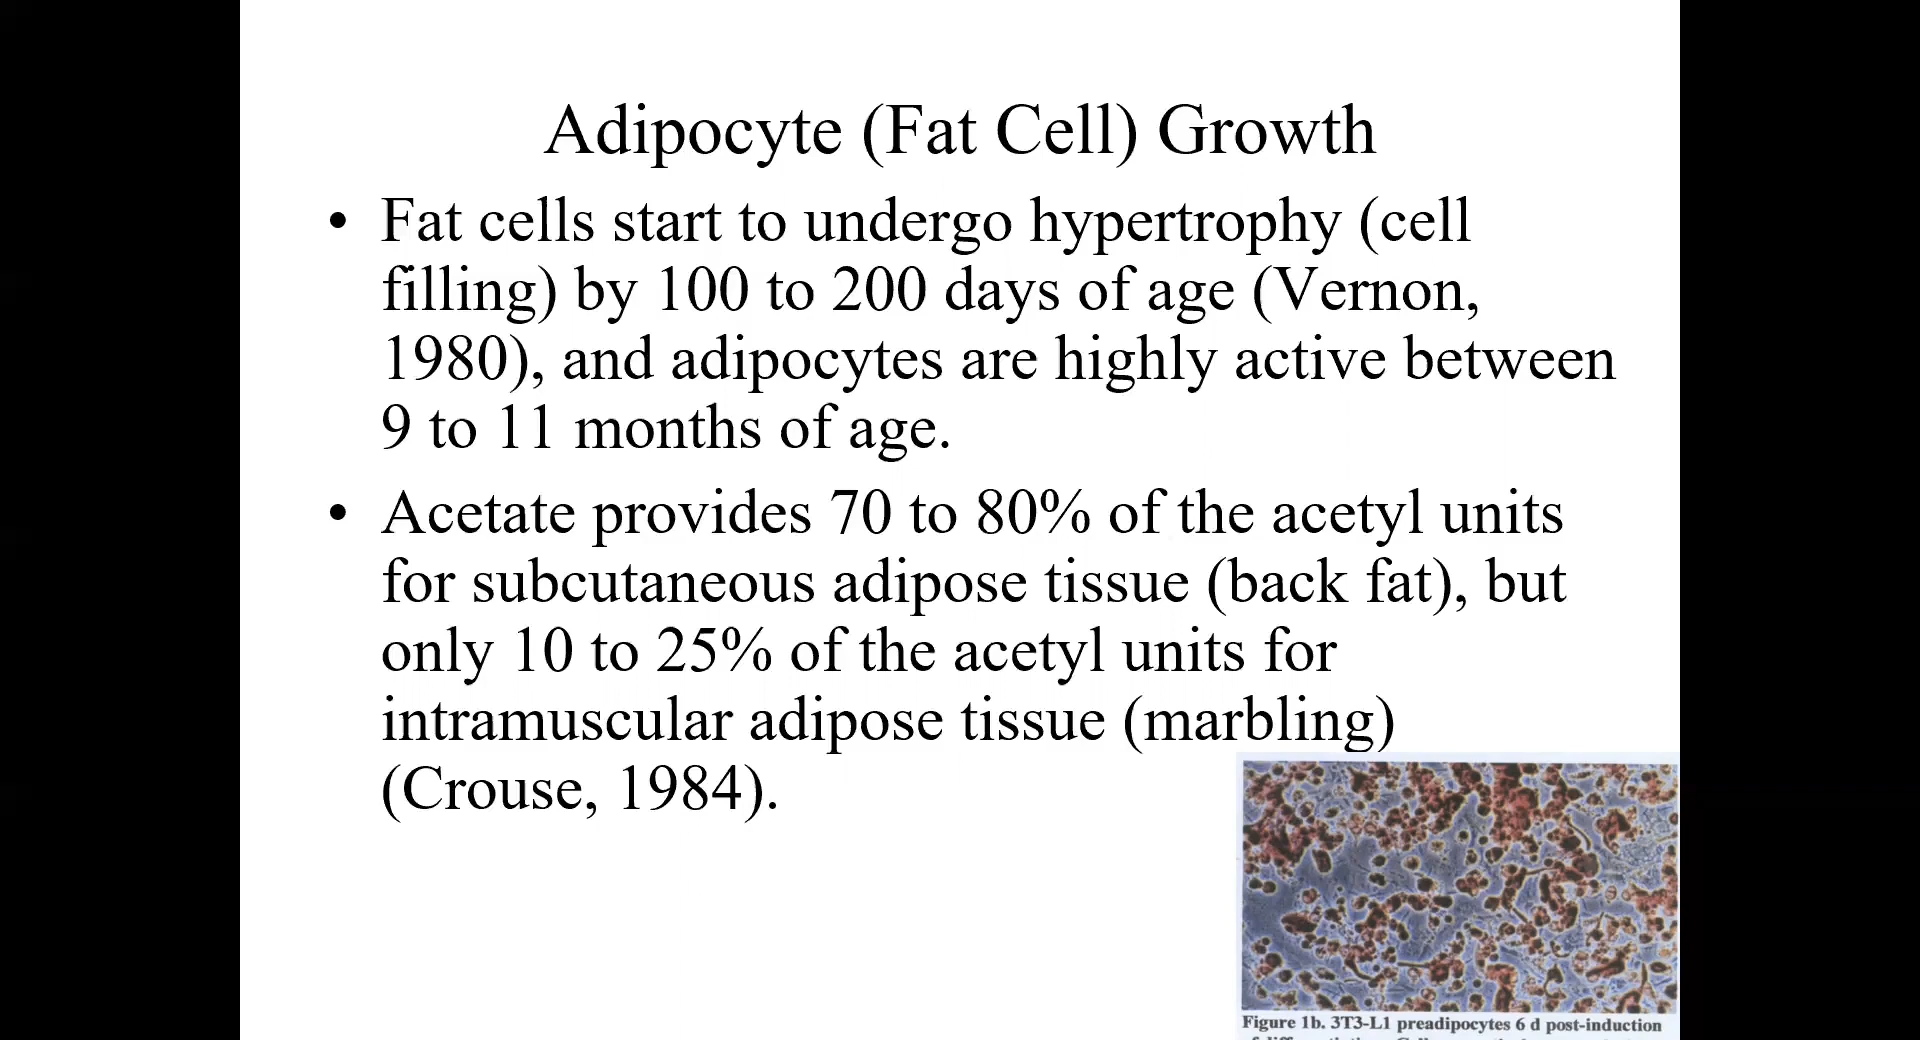 Adipocyte (Fat Cell) Growth
• Fat cells start to undergo hypertrophy (cell
filling) by 100 to 200 days of age (Vernon,
1980), and adipocytes are highly active between
9 to 11 months of age.
• Acetate provides 70 to 80% of the acetyl units
for subcutaneous adipose tissue (back fat), but
only 10 to 25% of the acetyl units for
intramuscular adipose tissue (marbling)
(Crouse, 1984).
Figure 1b. 3T3-L1 preadipocytes 6 d post-induction